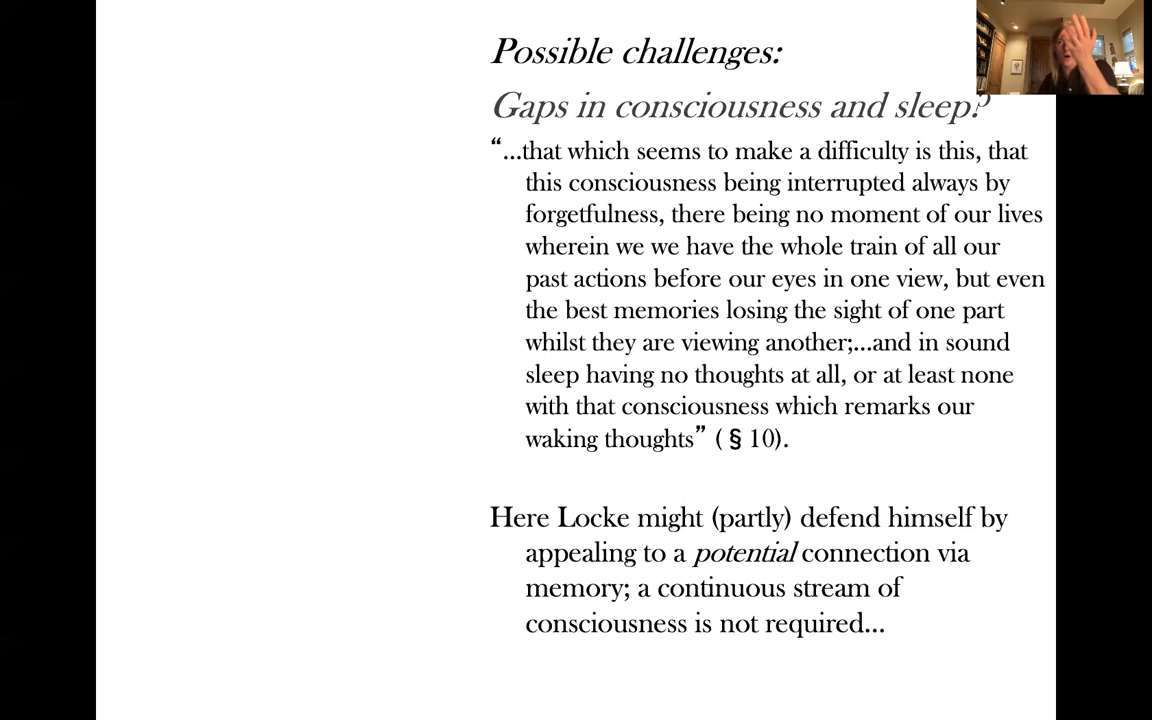 Possible challenges:
Gaps in consciousness and sleep?
“...that which seems to make a difficulty is this, that
this consciousness being interrupted always by
forgetfulness, there being no moment of our lives
wherein we we have the whole train of all our
past actions before our eyes in one view, but even
the best memories losing the sight of one part
whilst they are viewing another;...and in sound
sleep having no thoughts at all, or at least none
with that consciousness which remarks our
waking thoughts” ( § 10).
Here Locke might (partly) defend himself by
appealing to a potential connection via
memory; a continuous stream of
consciousness is not required...